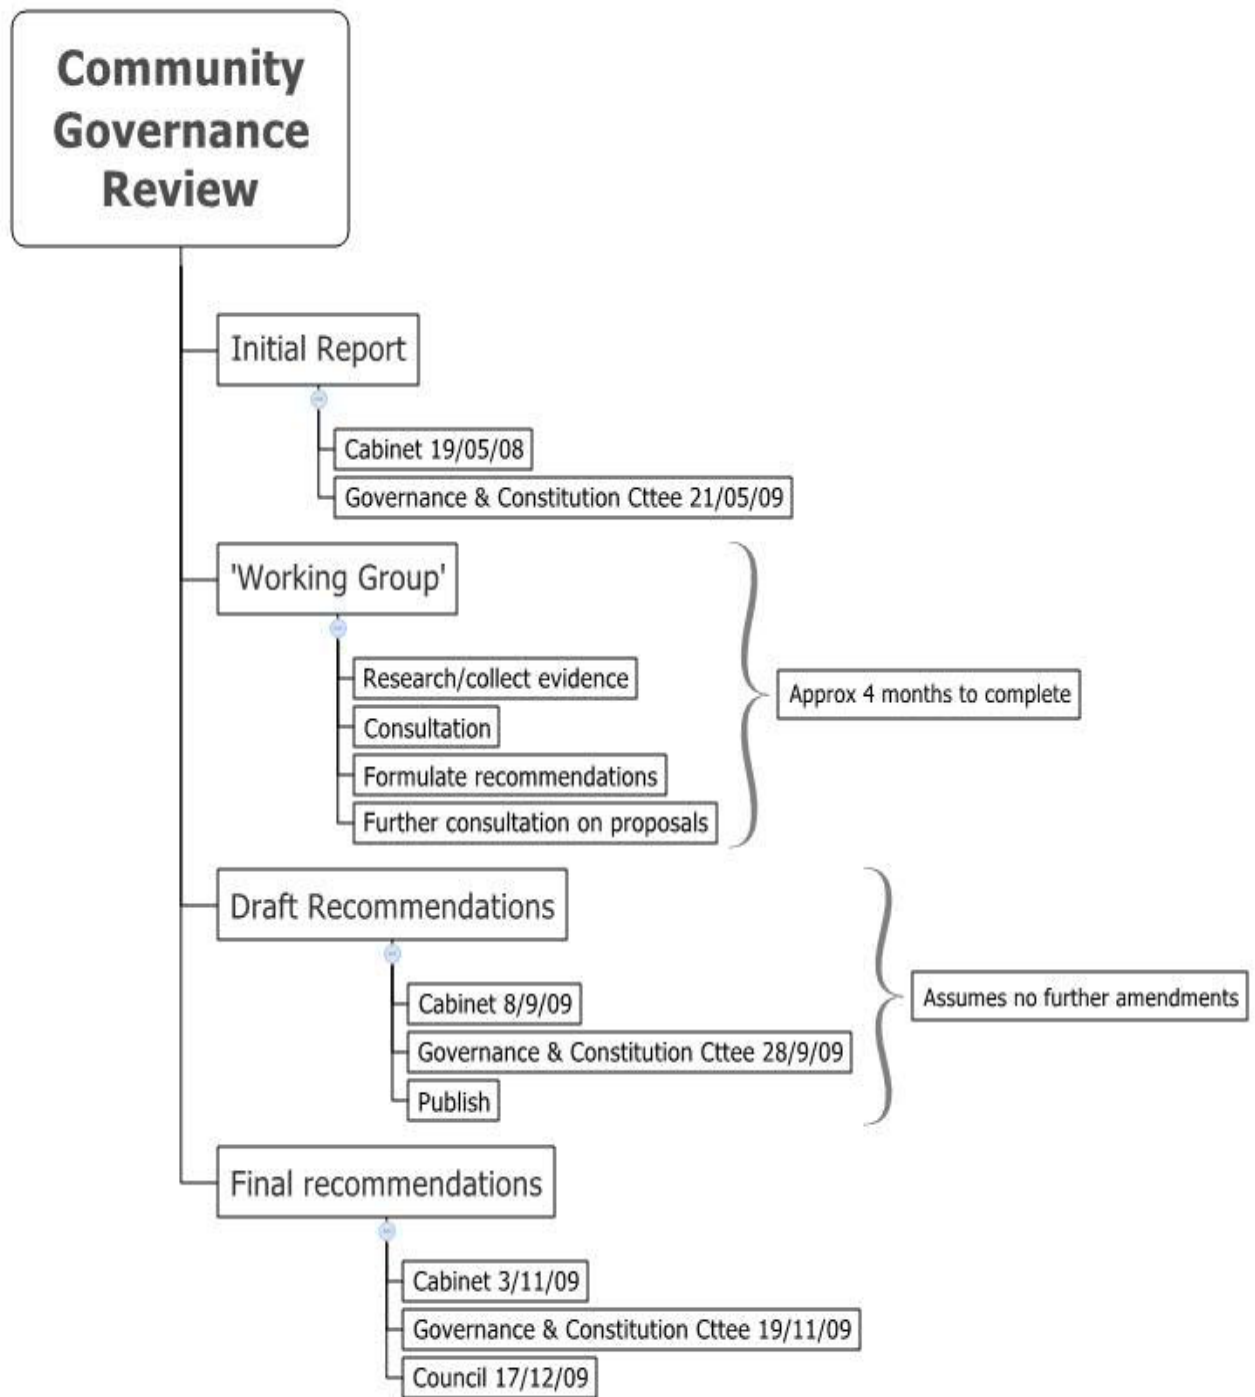 Community
Governance
Review
Initial Report
Cabinet 19/05/08
Governance & Constitution Cttee 21/05/09
'Working Group'
Research/collect evidence
Consultation
Formulate recommendations
Further consultation on proposals
Approx 4 months to complete
Draft Recommendations
Cabinet 8/9/09
Governance & Constitution Cttee 28/9/09
Publish
Assumes no further amendments
Final recommendations
Cabinet 3/11/09
Governance & Constitution Cttee 19/11/09
Council 17/12/09